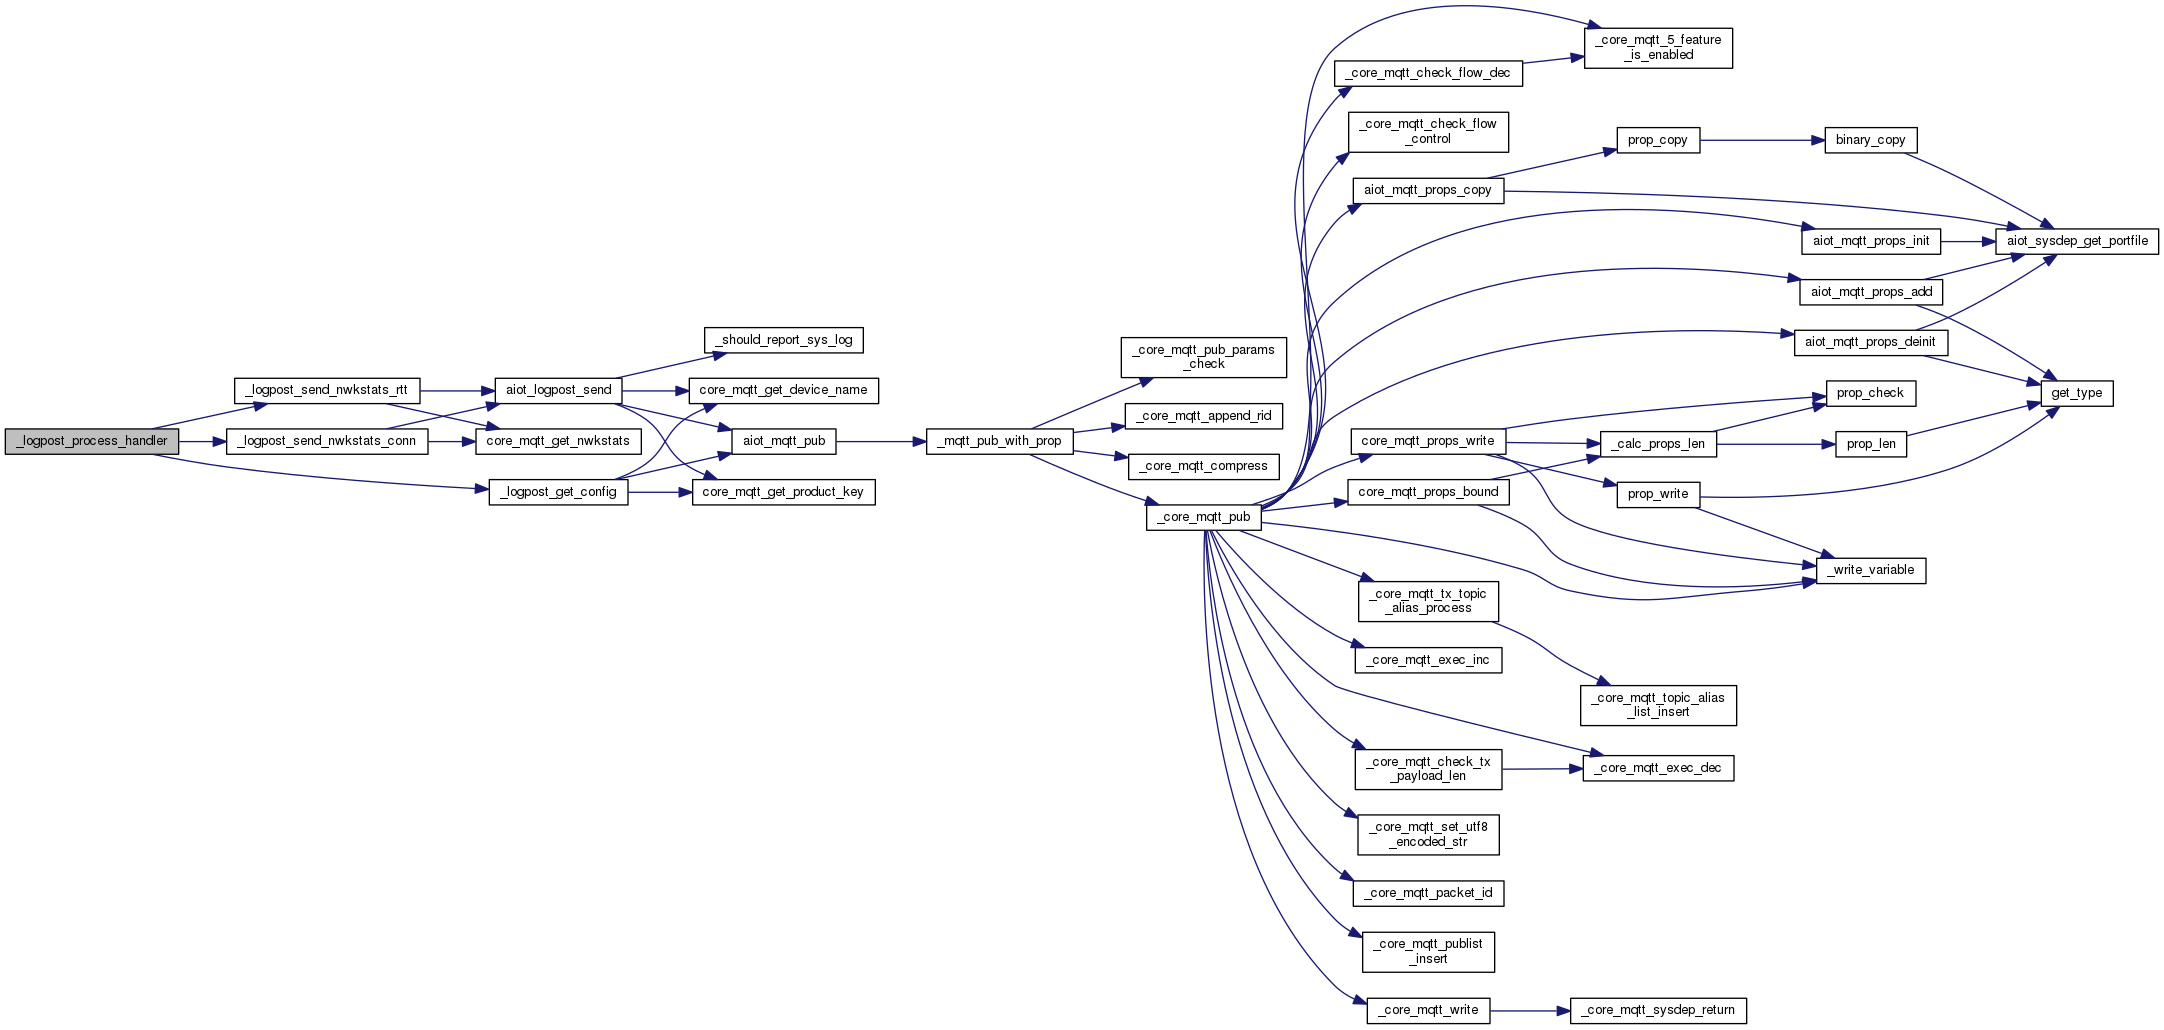 _logpost_process_handler
_logpost_send_nwkstats_rtt
_logpost_send_nwkstats_conn
_logpost_get_config
aiot_logpost_send
core_mqtt_get_nwkstats
_should_report_sys_log
core_mqtt_get_device_name
aiot_mqtt_pub
core_mqtt_get_product_key
_mqtt_pub_with_prop
_core_mqtt_pub_params
_check
_core_mqtt_append_rid
_core_mqtt_compress
_core_mqtt_pub
_core_mqtt_5_feature
_is_enabled
_core_mqtt_check_flow_dec
_core_mqtt_check_flow
_control
aiot_mqtt_props_copy
prop_copy
binary_copy
aiot_mqtt_props_init
aiot_sysdep_get_portfile
aiot_mqtt_props_add
aiot_mqtt_props_deinit
get_type
prop_check
core_mqtt_props_write
_calc_props_len
prop_len
core_mqtt_props_bound
prop_write
_write_variable
_core_mqtt_tx_topic
_alias_process
_core_mqtt_exec_inc
_core_mqtt_topic_alias
_list_insert
_core_mqtt_check_tx
_payload_len
_core_mqtt_exec_dec
_core_mqtt_set_utf8
_encoded_str
_core_mqtt_packet_id
_core_mqtt_publist
_insert
_core_mqtt_write
_core_mqtt_sysdep_return